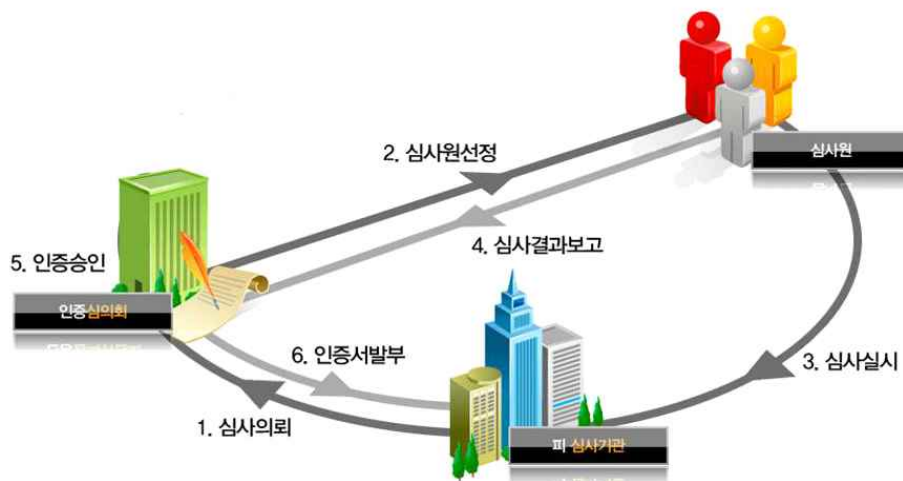 심사원
2. 심사원선정
4. 심사결과보고
5. 인증승인
인증심의회
6. 인증서발부
3. 심사실시
1. 심사의뢰
피 심사기관